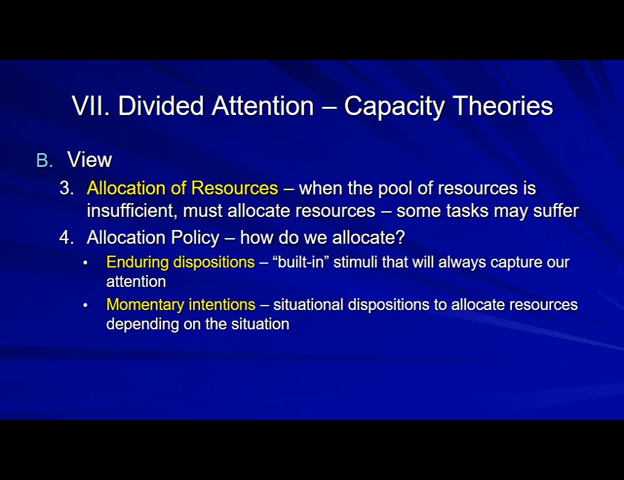 VII. Divided Attention – Capacity Theories
B. View
3. Allocation of Resources – when the pool of resources is
insufficient, must allocate resources – some tasks may suffer
4. Allocation Policy – how do we allocate?
• Enduring dispositions – “built-in” stimuli that will always capture our
attention
• Momentary intentions – situational dispositions to allocate resources
depending on the situation